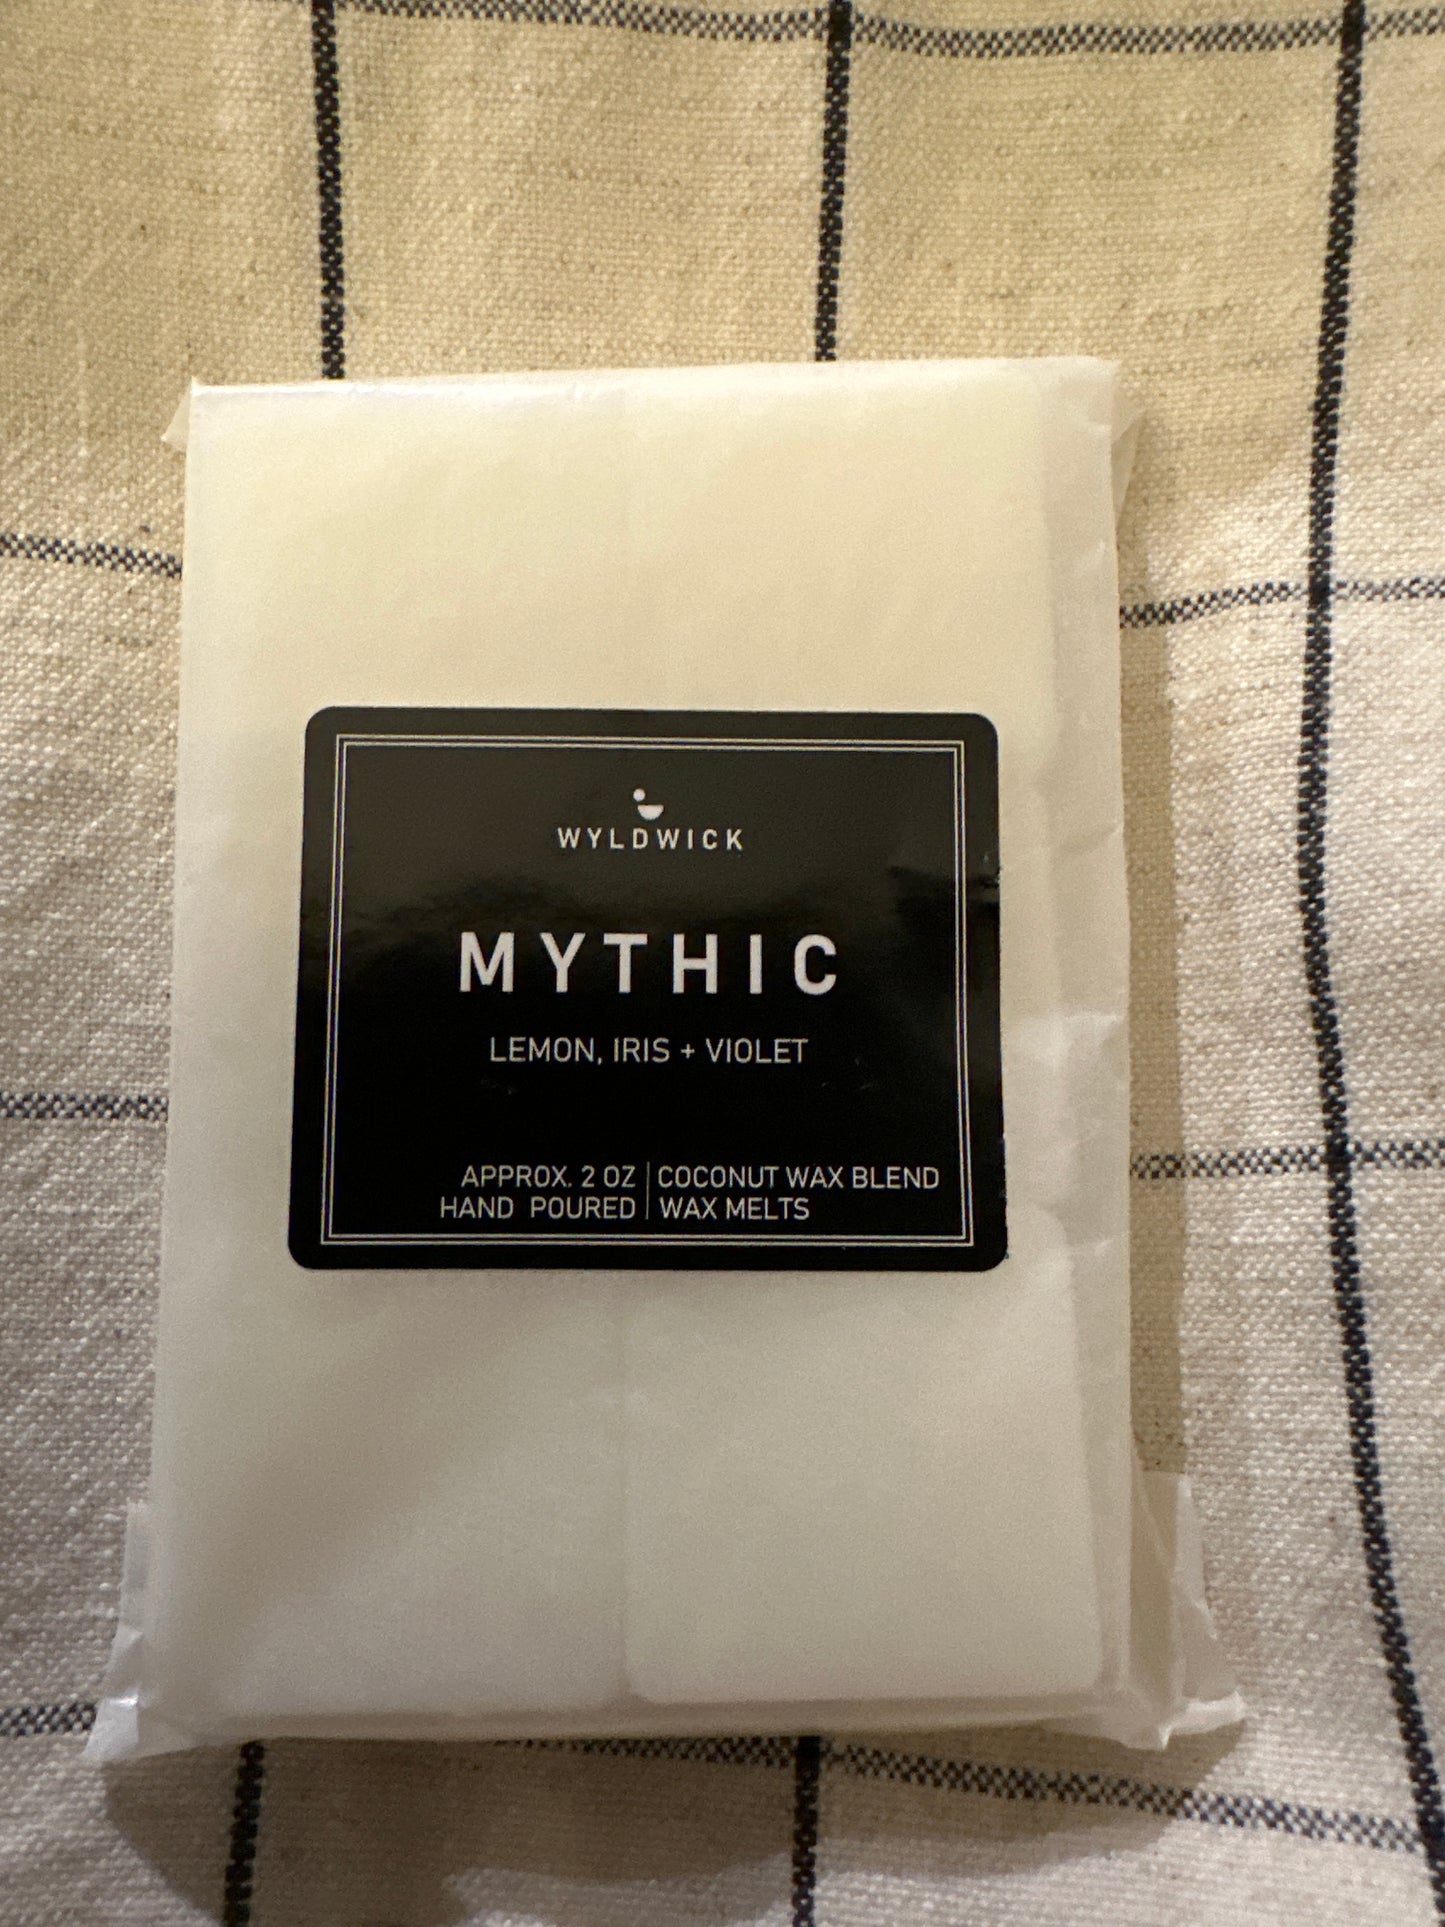 WYLDWICK
MYTHIC
LEMON, IRIS + VIOLET
APPROX. 2 OZ | COCONUT WAX BLEND
HAND POURED | WAX MELTS